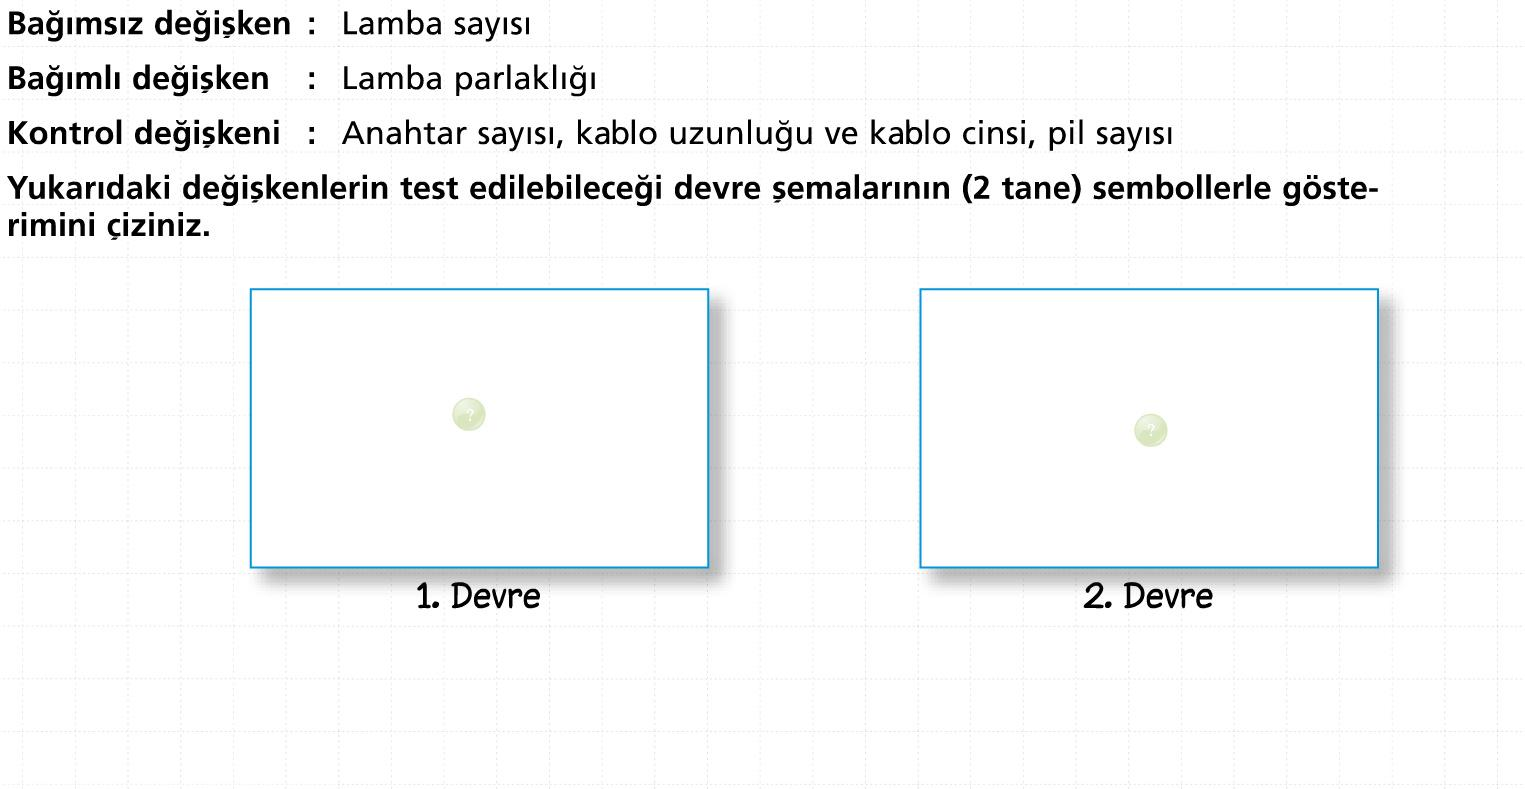 Bağımsız değişken : Lamba sayısı
Bağımlı değişken : Lamba parlaklığı
Kontrol değişkeni : Anahtar sayısı, kablo uzunluğu ve kablo cinsi, pil sayısı
Yukarıdaki değişkenlerin test edilebileceği devre şemalarının (2 tane) sembollerle göste-
rimini çiziniz.
? ?
1. Devre 2. Devre